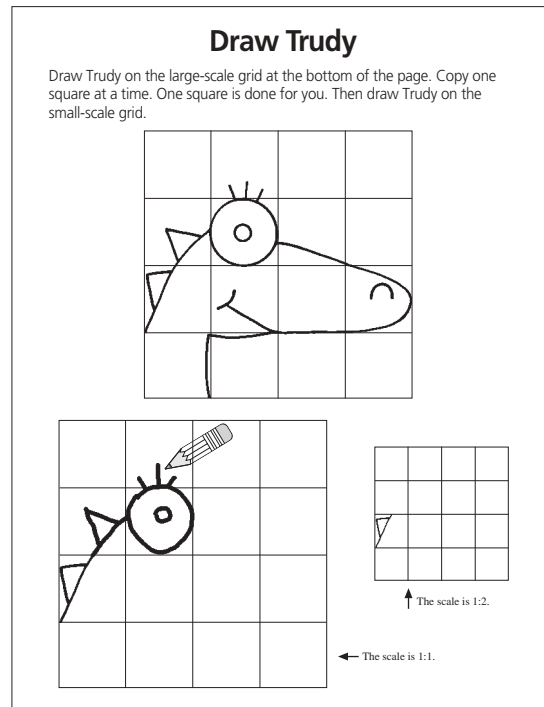 Draw Trudy
Draw Trudy on the large-scale grid at the bottom of the page. Copy one
square at a time. One square is done for you. Then draw Trudy on the
small-scale grid.
The scale is 1:2.
The scale is 1:1.